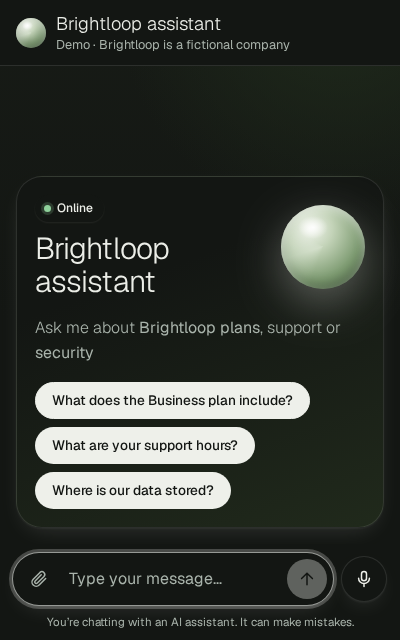 Brightloop assistant
Demo · Brightloop is a fictional company
Online
Brightloop
assistant
Ask me about Brightloop plans, support or
security
What does the Business plan include?
What are your support hours?
Where is our data stored?
Type your message...
You're chatting with an AI assistant. It can make mistakes.